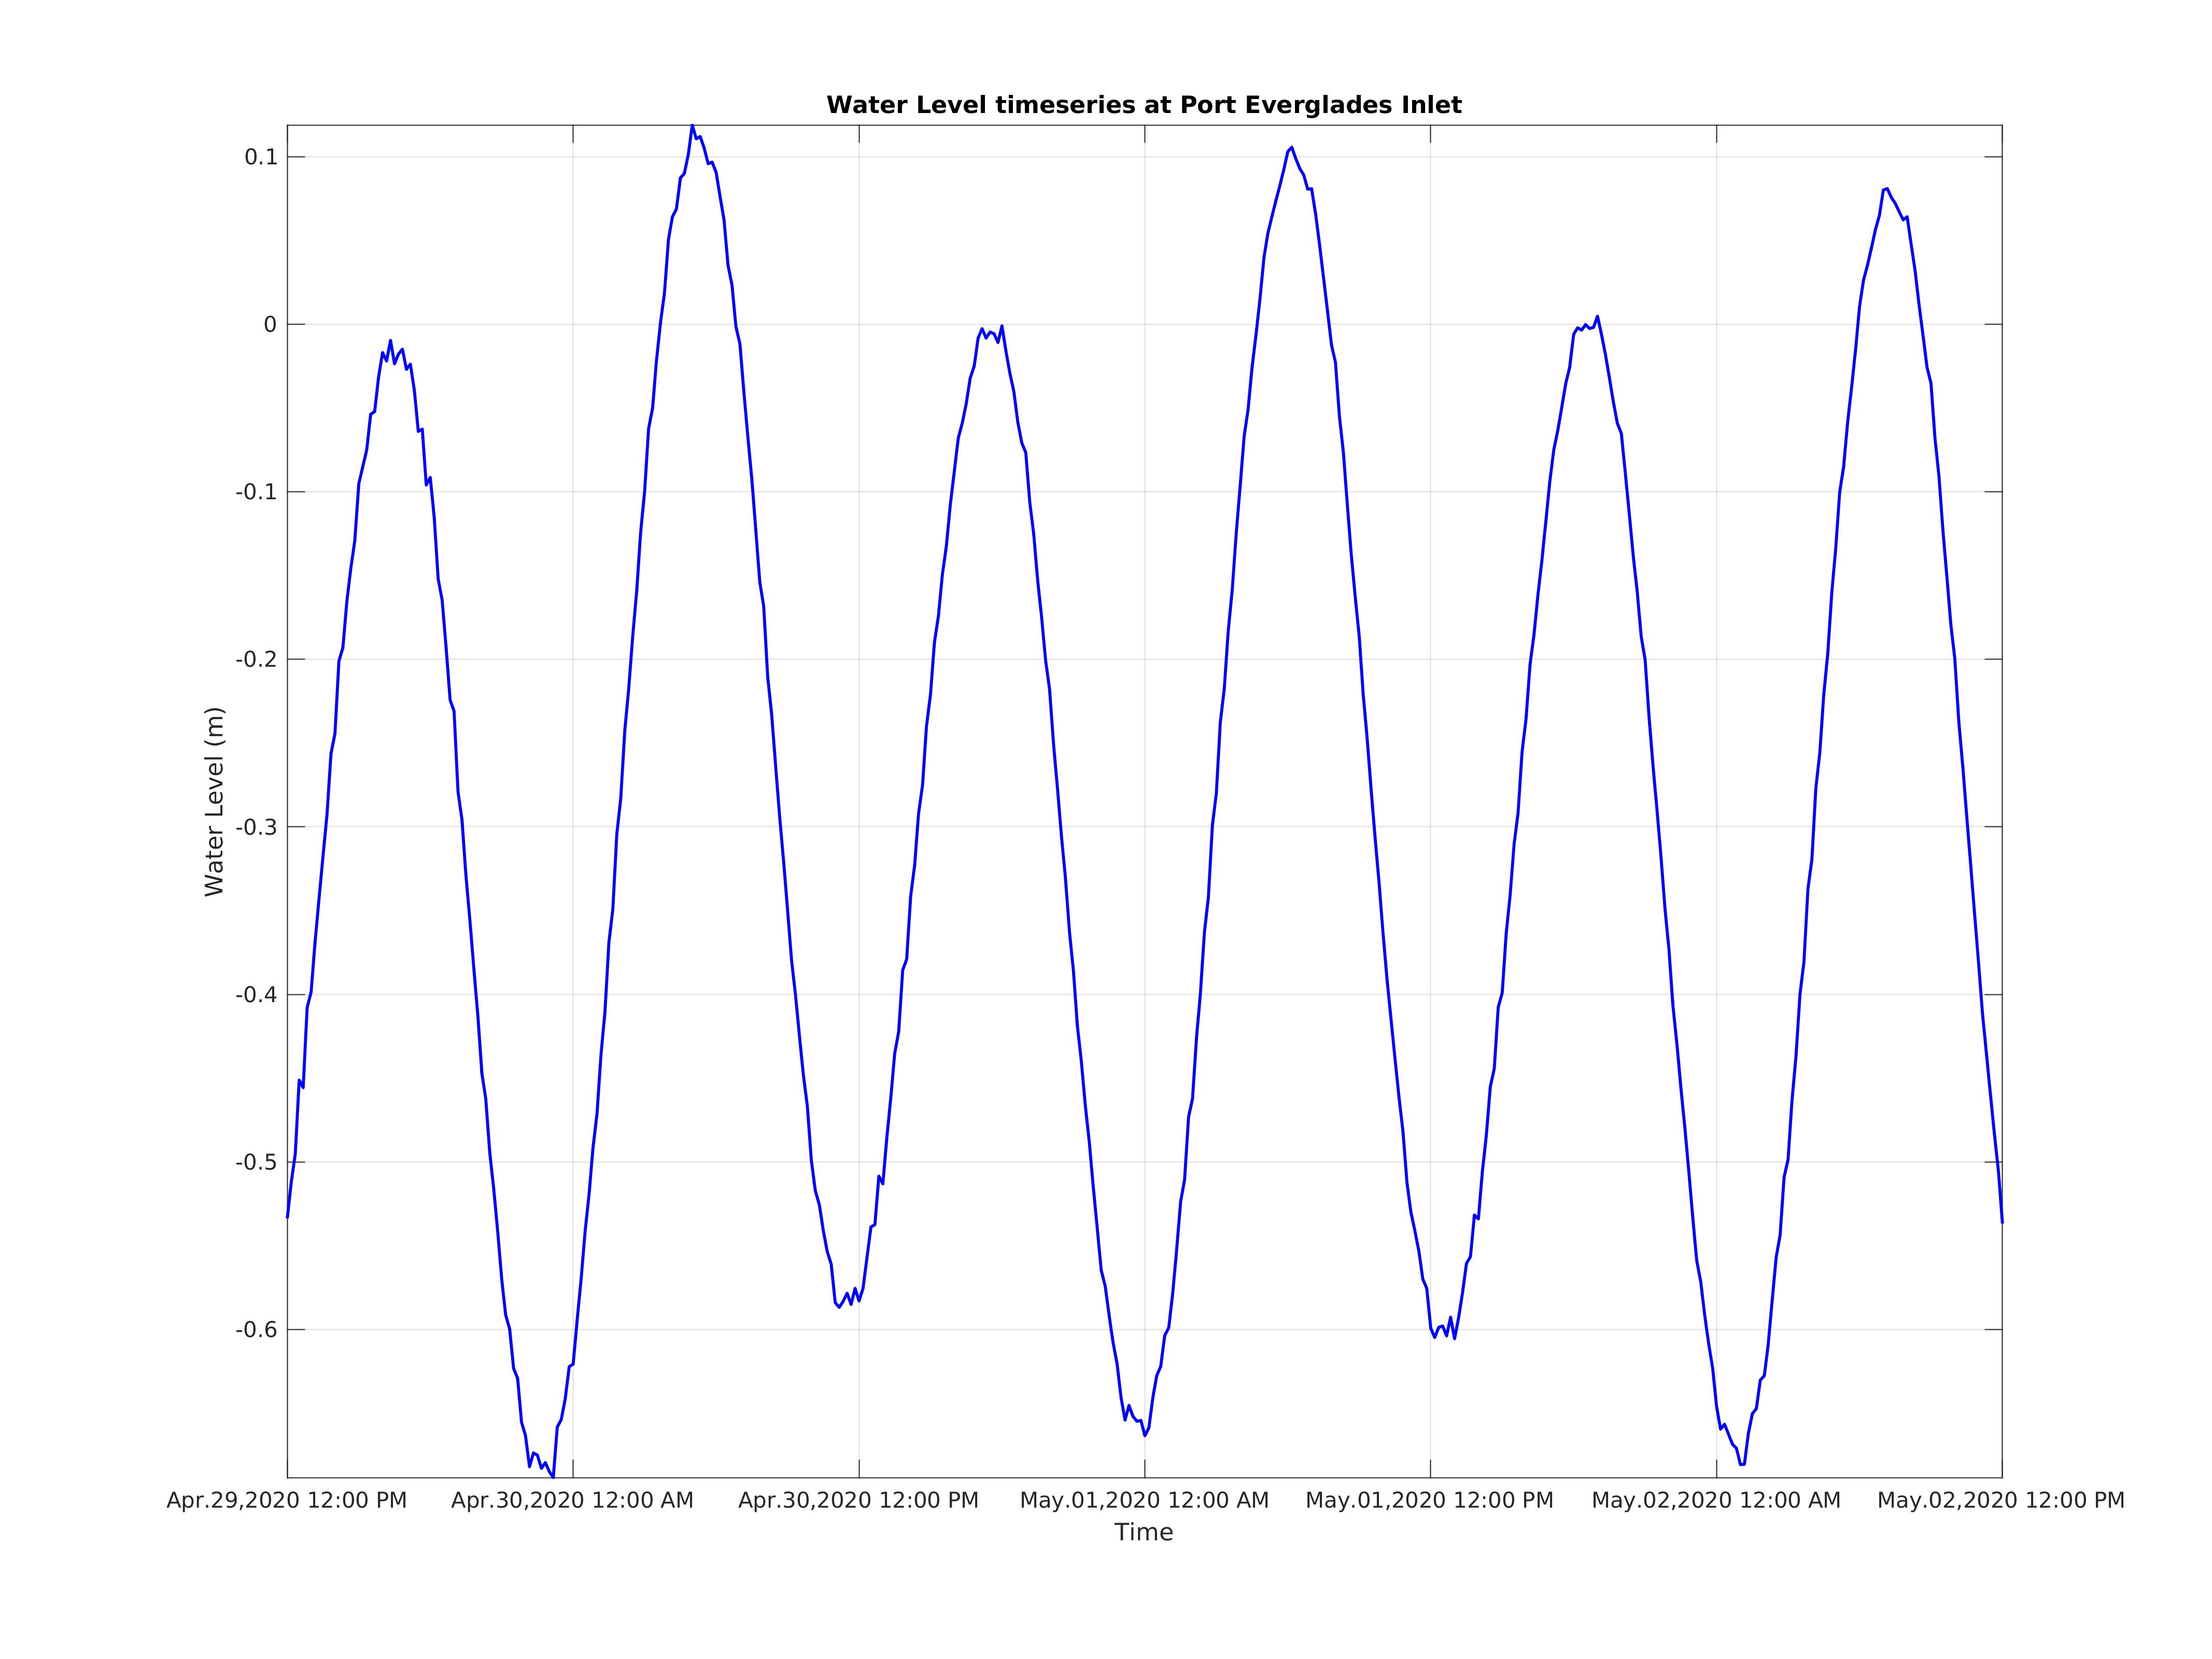 Water Level timeseries at Port Everglades Inlet
0.1
0
-0.1
-0.2
-0.3
-0.4
-0.5
-0.6
Water Level (m)
Apr.29,2020 12:00 PM
Apr.30,2020 12:00 AM
Apr.30,2020 12:00 PM
May.01,2020 12:00 AM
May.01,2020 12:00 PM
May.02,2020 12:00 AM
May.02,2020 12:00 PM
Time